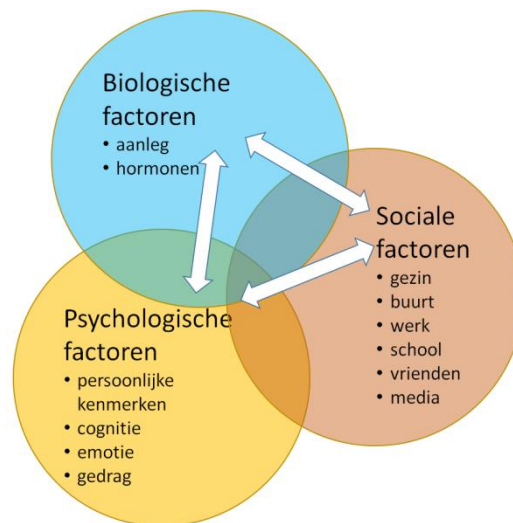 Biologische
factoren
• aanleg
• hormonen
Sociale
factoren
• gezin
• buurt
• werk
• school
• vrienden
• media
Psychologische
factoren
• persoonlijke
kenmerken
• cognitie
• emotie
• gedrag